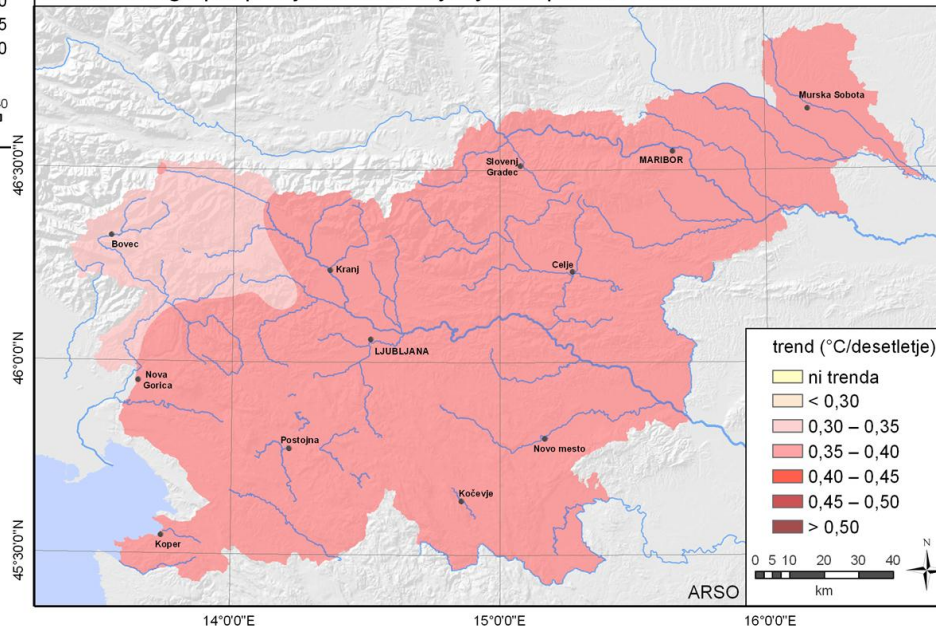 0
5
0
Murska Sobota
46°30'0"N
Slovenj
Gradec
MARIBOR
Bovec
Kranj
Celje
LJUBLJANA
46°0'0"N
Nova
Gorica
Postojna
Novo mesto
Kočevje
Koper
45°30'0"N
trend (°C/desetletje)
ni trenda
< 0,30
0,30 – 0,35
0,35 – 0,40
0,40 – 0,45
0,45 – 0,50
> 0,50
N
0 5 10 20 30 40
km
ARSO
14°0'0"E
15°0'0"E
16°0'0"E